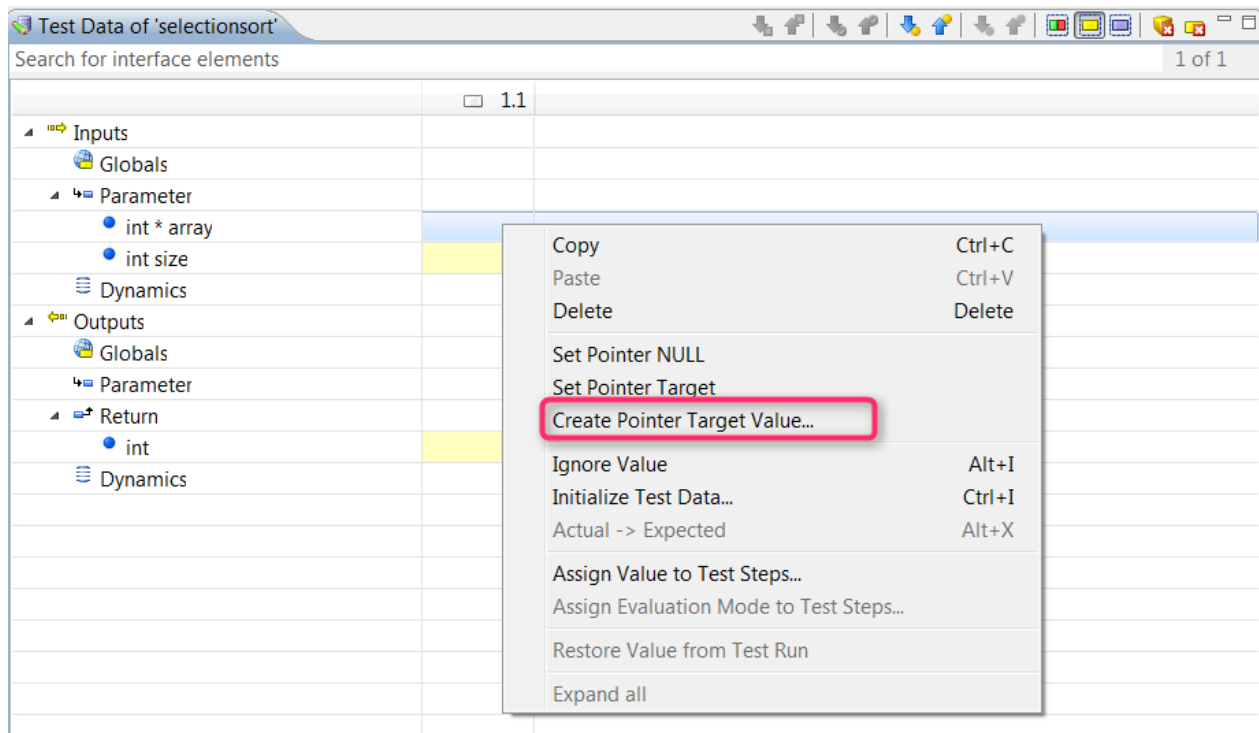 Test Data of 'selectionsort'
Search for interface elements 1 of 1
1.1
Inputs
Globals
Parameter
int * array
int size
Dynamics
Outputs
Globals
Parameter
Return
int
Dynamics
Copy Ctrl+C
Paste Ctrl+V
Delete Delete
Set Pointer NULL
Set Pointer Target
Create Pointer Target Value...
Ignore Value Alt+I
Initialize Test Data... Ctrl+I
Actual -> Expected Alt+X
Assign Value to Test Steps...
Assign Evaluation Mode to Test Steps...
Restore Value from Test Run
Expand all